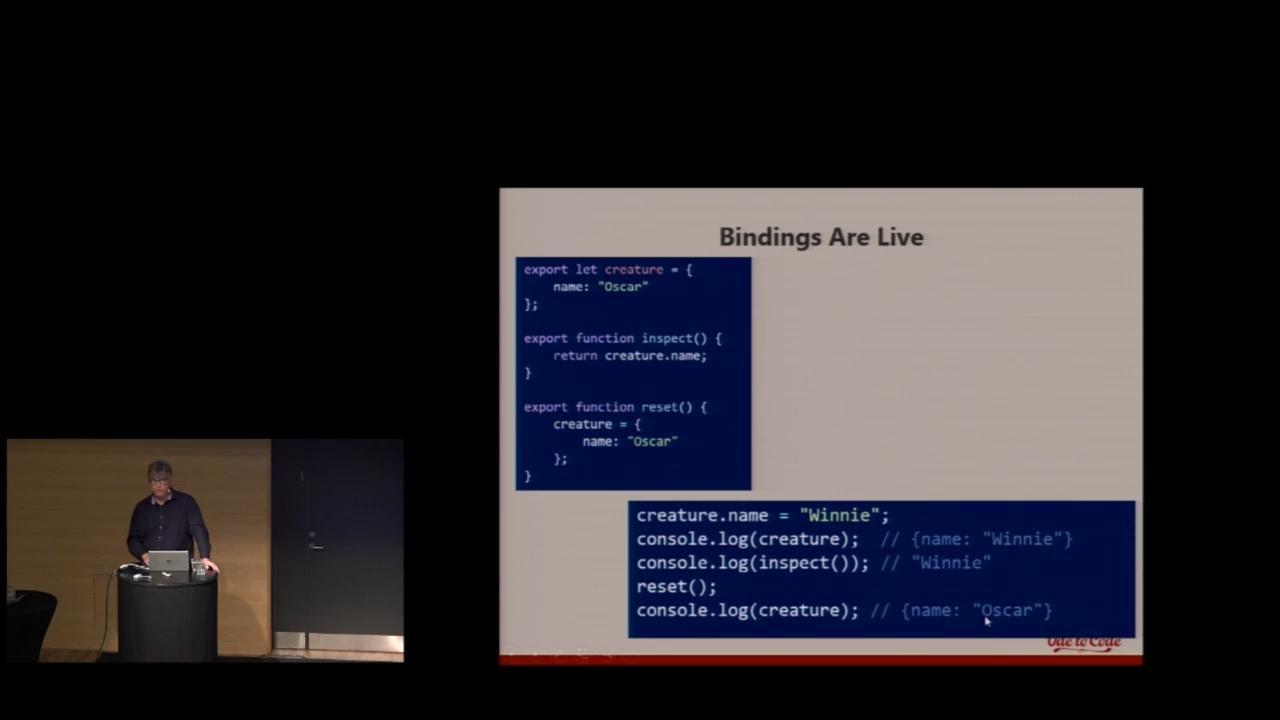 Bindings Are Live
export let creature = {
name: "Oscar"
};
export function inspect() {
return creature.name;
}
export function reset() {
creature = {
name: "Oscar"
};
}
creature.name = "Winnie";
console.log(creature); // {name: "Winnie"}
console.log(inspect()); // "Winnie"
reset();
console.log(creature); // {name: "Oscar"}
Ode to Code